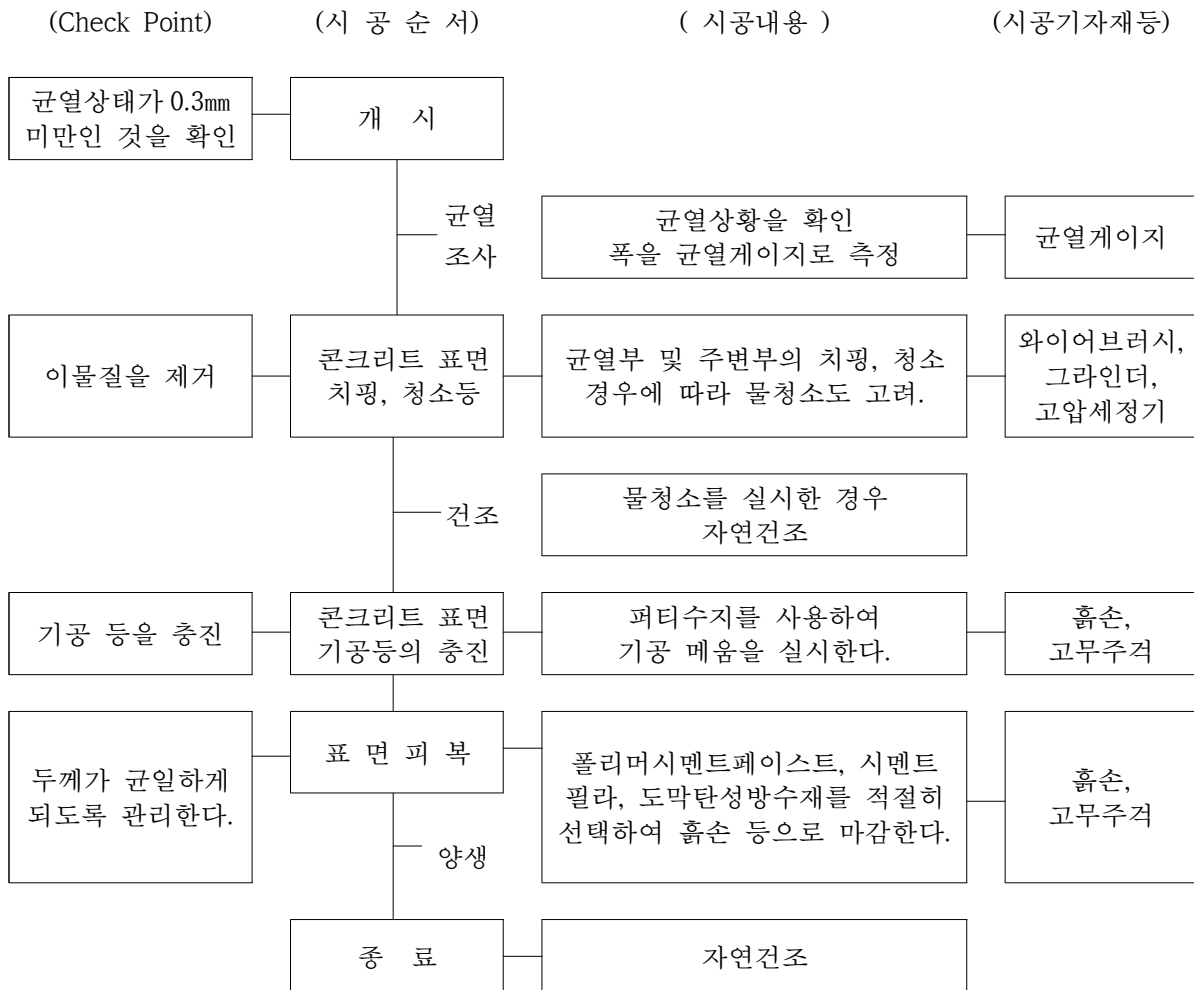 (Check Point) (시 공 순 서) ( 시공내용 ) (시공기자재등)
균열상태가 0.3㎜
미만인 것을 확인
개 시
균열
조사
균열상황을 확인
폭을 균열게이지로 측정
균열게이지
이물질을 제거
콘크리트 표면
치핑, 청소등
균열부 및 주변부의 치핑, 청소
경우에 따라 물청소도 고려.
와이어브러시,
그라인더,
고압세정기
건조
물청소를 실시한 경우
자연건조
기공 등을 충진
콘크리트 표면
기공등의 충진
퍼티수지를 사용하여
기공 메움을 실시한다.
흙손,
고무주걱
두께가 균일하게
되도록 관리한다.
표 면 피 복
폴리머시멘트페이스트, 시멘트
필라, 도막탄성방수재를 적절히
선택하여 흙손 등으로 마감한다.
흙손,
고무주걱
양생
종 료
자연건조